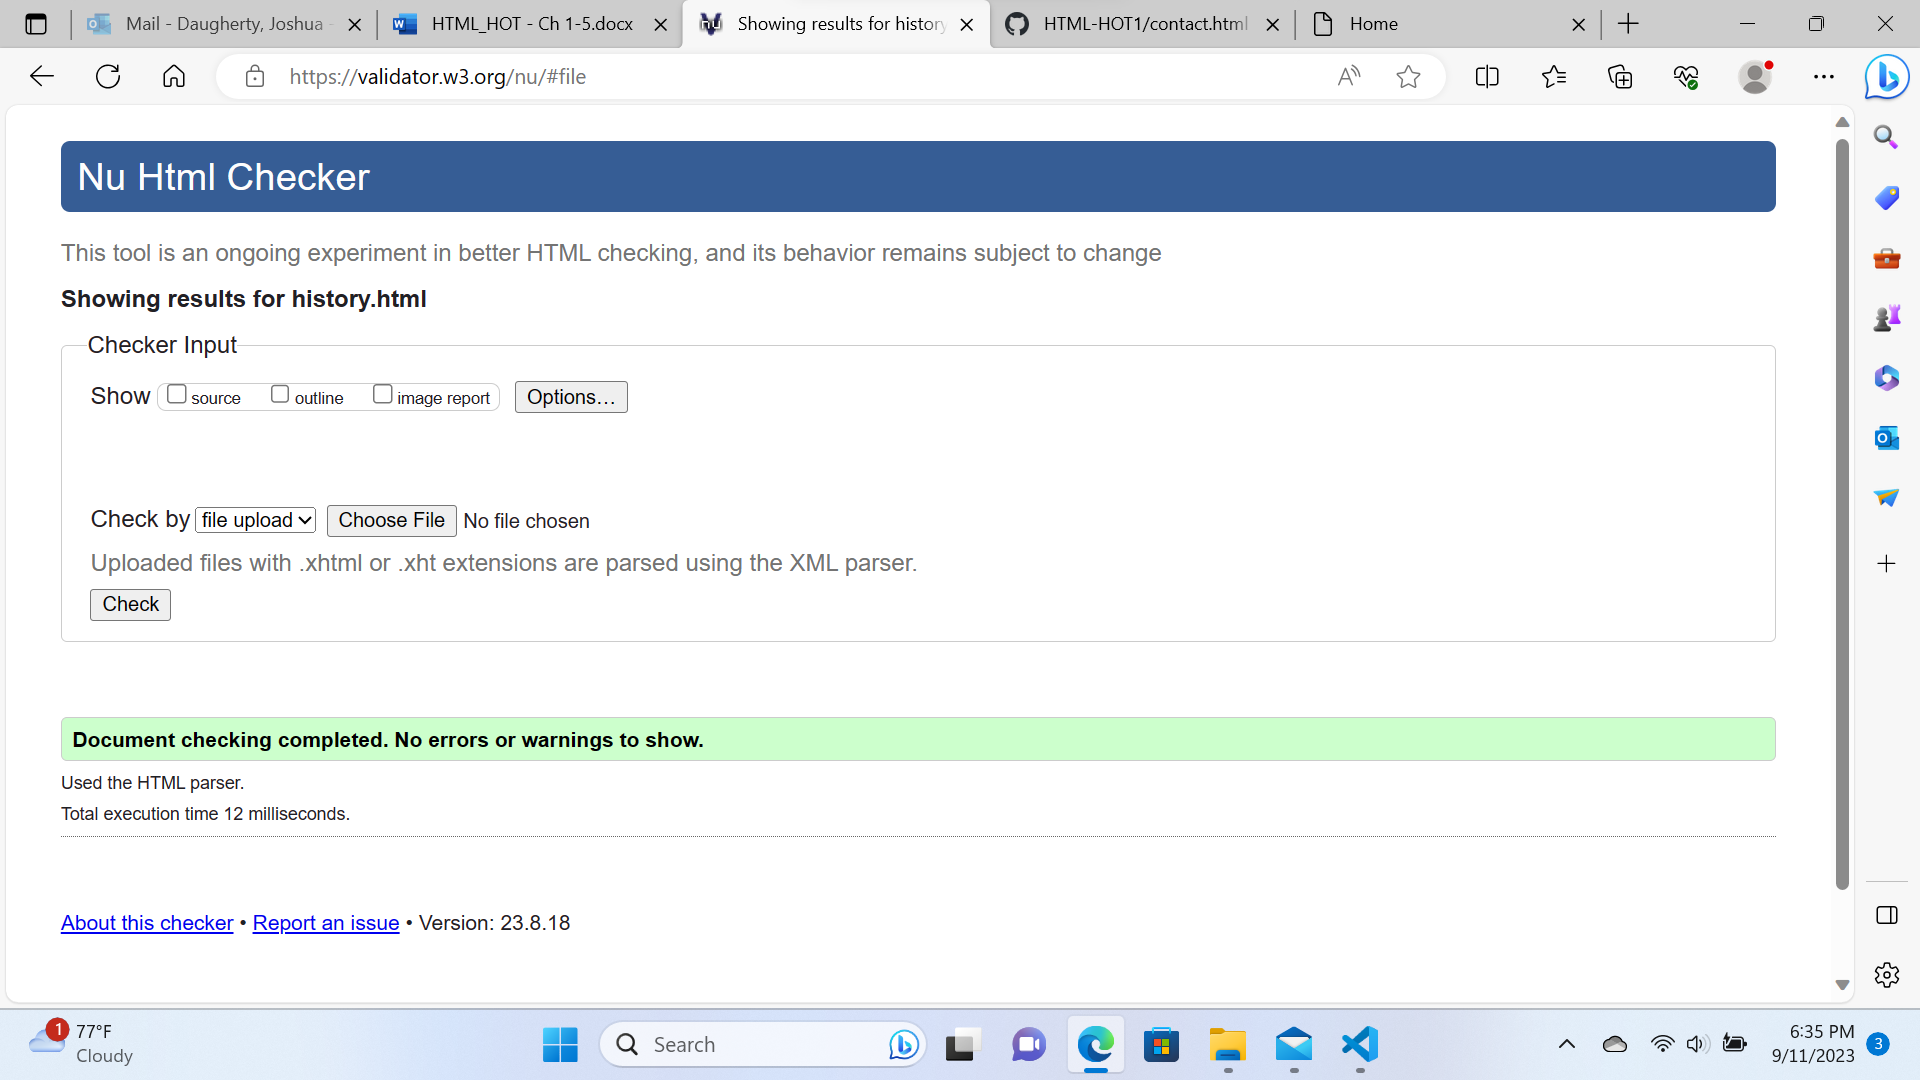 Mail - Daugherty, Joshua -
HTML_HOT - Ch 1-5.docx
Showing results for history
HTML-HOT1/contact.html
Home
https://validator.w3.org/nu/#file
Nu Html Checker
This tool is an ongoing experiment in better HTML checking, and its behavior remains subject to change
Showing results for history.html
Checker Input
Show source outline image report Options...
Check by file upload Choose File No file chosen
Uploaded files with .xhtml or .xht extensions are parsed using the XML parser.
Check
Document checking completed. No errors or warnings to show.
Used the HTML parser.
Total execution time 12 milliseconds.
About this checker • Report an issue • Version: 23.8.18
1
77°F
Cloudy
Search
6:35 PM
9/11/2023
3